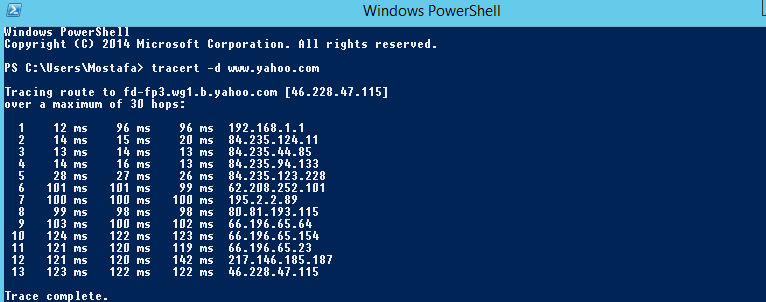 Windows PowerShell
Windows PowerShell
Copyright (C) 2014 Microsoft Corporation. All rights reserved.
PS C:\Users\Mostafa> tracert -d www.yahoo.com
Tracing route to fd-fp3.wg1.b.yahoo.com [46.228.47.115]
over a maximum of 30 hops:
1 12 ms 96 ms 96 ms 192.168.1.1
2 14 ms 15 ms 20 ms 84.235.124.11
3 13 ms 14 ms 13 ms 84.235.44.85
4 14 ms 16 ms 13 ms 84.235.94.133
5 28 ms 27 ms 26 ms 84.235.123.228
6 101 ms 101 ms 99 ms 62.208.252.101
7 100 ms 100 ms 100 ms 195.2.2.89
8 99 ms 98 ms 98 ms 80.81.193.115
9 103 ms 100 ms 102 ms 66.196.65.64
10 124 ms 122 ms 123 ms 66.196.65.154
11 121 ms 120 ms 119 ms 66.196.65.23
12 121 ms 120 ms 142 ms 217.146.185.187
13 123 ms 122 ms 122 ms 46.228.47.115
Trace complete.